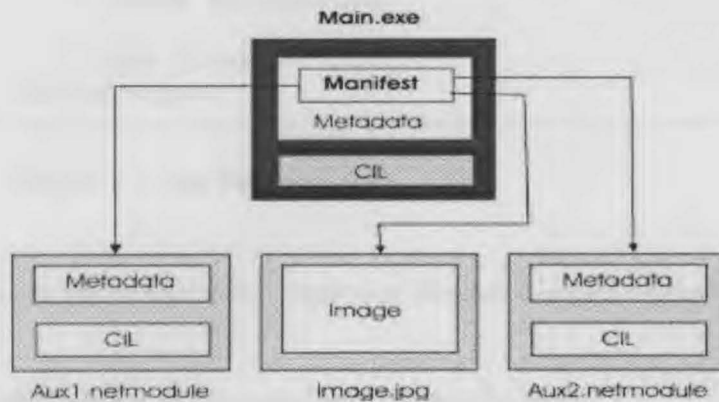 Main.exe
Manifest
Metadata
CIL
Metadata
CIL
Aux1.netmodule
Image
Image.jpg
Metadata
CIL
Aux2.netmodule